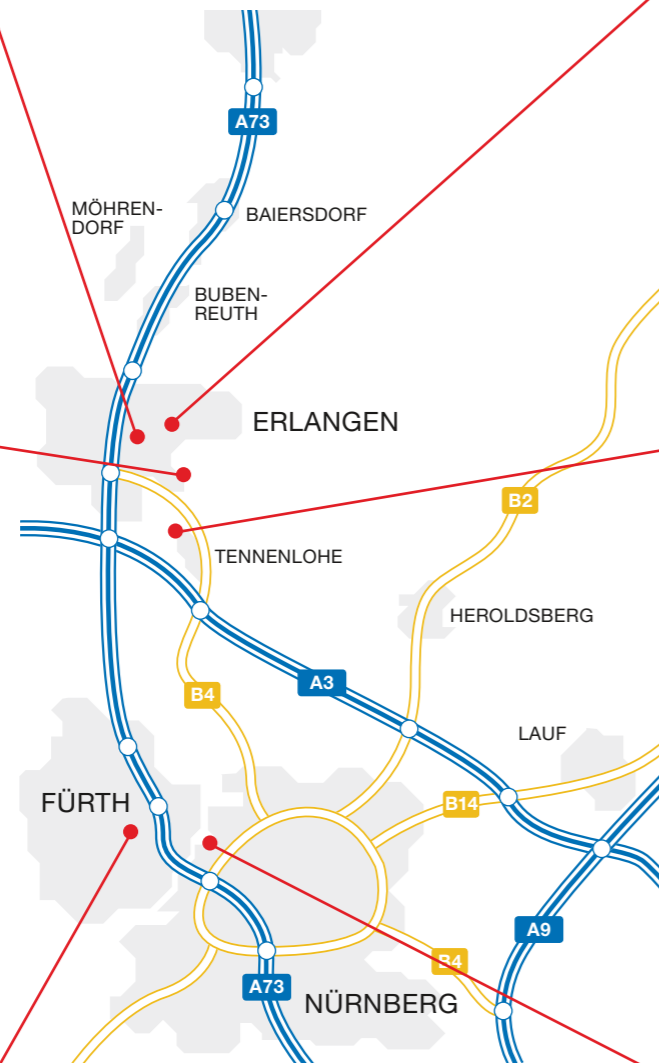 A73
MÖHREN-
DORF
BAIERSDORF
BUBEN-
REUTH
ERLANGEN
B2
TENNENLOHE
HEROLDSBERG
A3
B4
LAUF
FÜRTH
B14
A9
B4
A73
NÜRNBERG